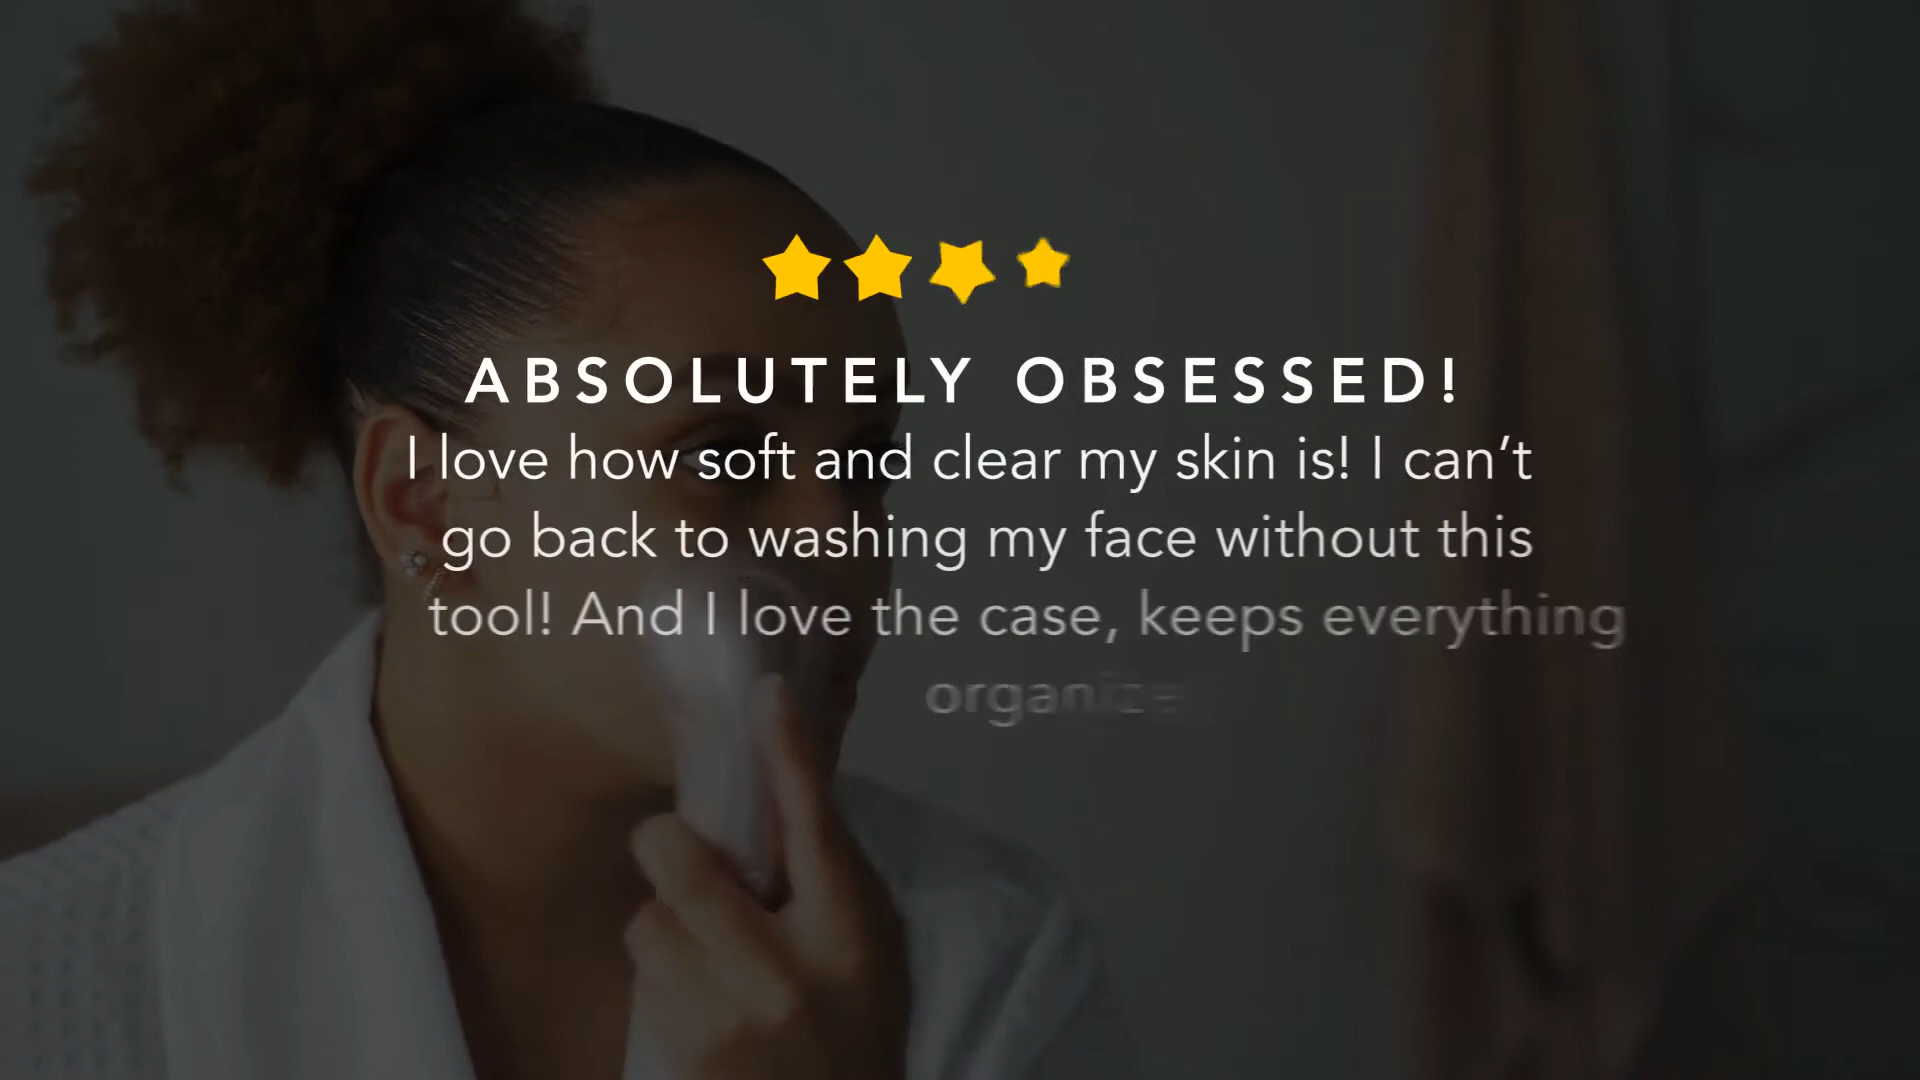 ABSOLUTELY OBSESSED!
I love how soft and clear my skin is! I can’t
go back to washing my face without this
tool! And I love the case, keeps everything
organize